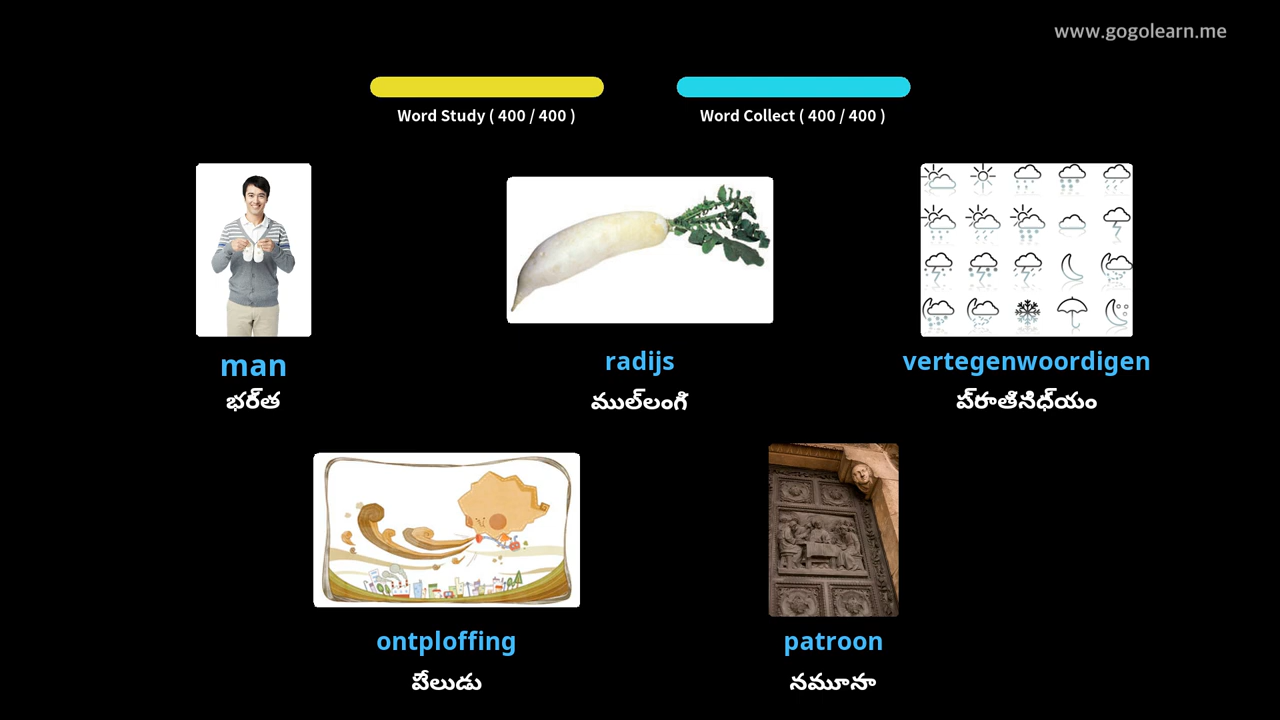 www.gogolearn.me
Word Study ( 400 / 400 )
Word Collect ( 400 / 400 )
man
భర్త
radijs
ముల్లంగి
vertegenwoordigen
ప్రాతినిధ్యం
ontploffing
పేలుడు
patroon
నమూనా